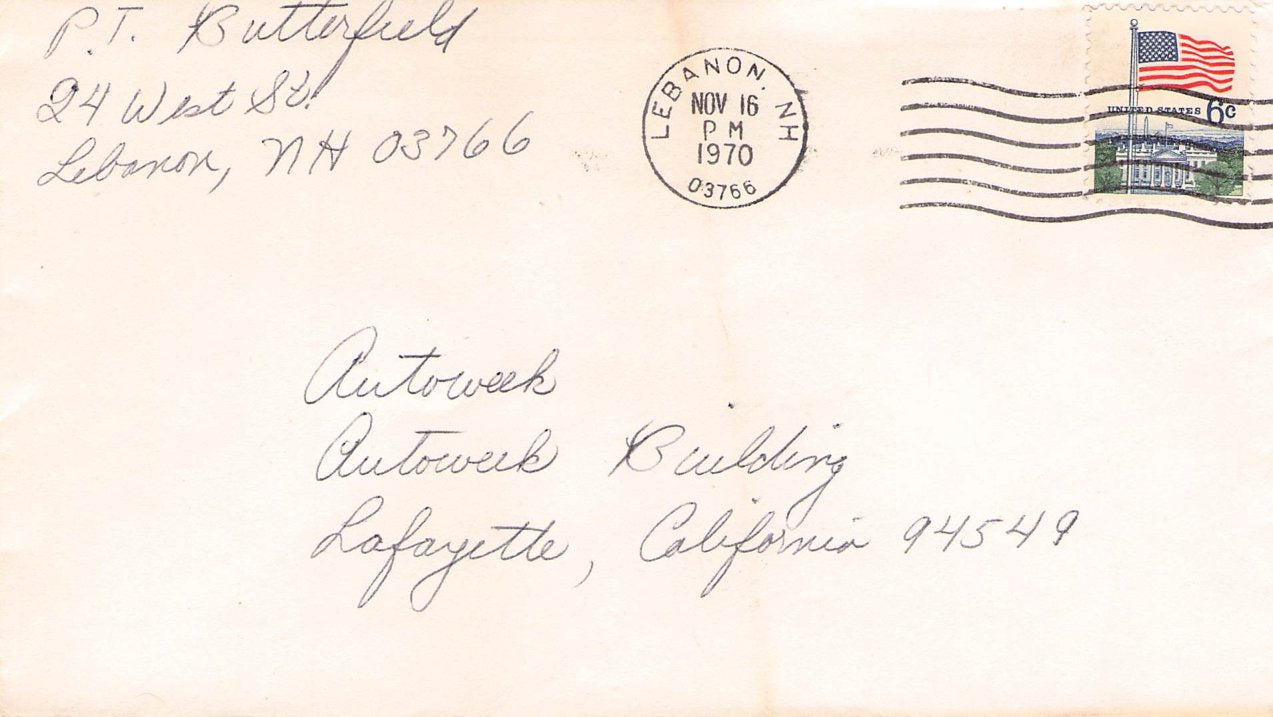 P.T. Butterfield
24 West St.
Lebanon, NH 03766
LEBANON, NH
NOV 16
PM
1970
03766
UNITED STATES 6c
Autoweek
Autoweek Building
Lafayette, California 94549